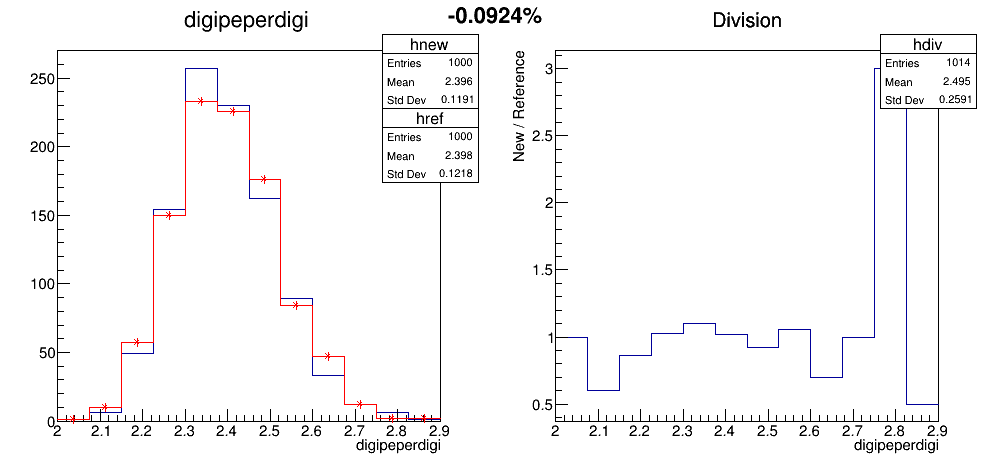 -0.0924%
digipeperdigi
hnew
Entries 1000
Mean 2.396
Std Dev 0.1191
href
Entries 1000
Mean 2.398
Std Dev 0.1218
250
200
150
100
50
0
2 2.1 2.2 2.3 2.4 2.5 2.6 2.7 2.8 2.9
digipeperdigi
Division
hdiv
Entries 1014
Mean 2.495
Std Dev 0.2591
New / Reference
3
2.5
2
1.5
1
0.5
2 2.1 2.2 2.3 2.4 2.5 2.6 2.7 2.8 2.9
digipeperdigi